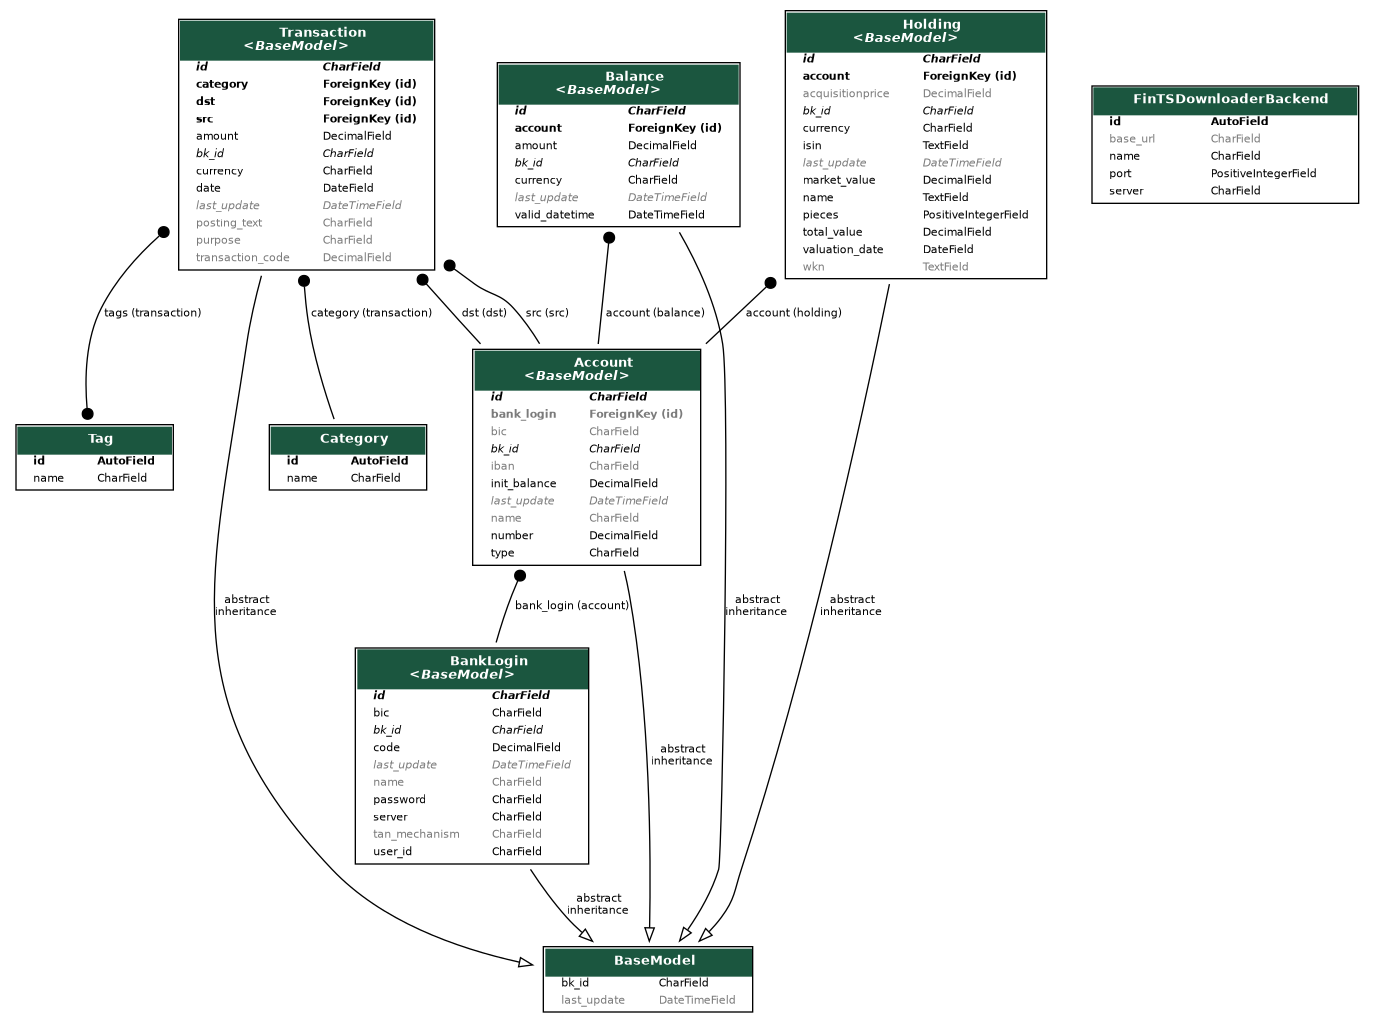 Transaction
<BaseModel>
id CharField
category ForeignKey (id)
dst ForeignKey (id)
src ForeignKey (id)
amount DecimalField
bk_id CharField
currency CharField
date DateField
last_update DateTimeField
posting_text CharField
purpose CharField
transaction_code DecimalField
Balance
<BaseModel>
id CharField
account ForeignKey (id)
amount DecimalField
bk_id CharField
currency CharField
last_update DateTimeField
valid_datetime DateTimeField
Holding
<BaseModel>
id CharField
account ForeignKey (id)
acquisitionprice DecimalField
bk_id CharField
currency CharField
isin TextField
last_update DateTimeField
market_value DecimalField
name TextField
pieces PositiveIntegerField
total_value DecimalField
valuation_date DateField
wkn TextField
FinTSDownloaderBackend
id AutoField
base_url CharField
name CharField
port PositiveIntegerField
server CharField
tags (transaction)
category (transaction)
dst (dst)
src (src)
account (balance)
account (holding)
Tag
id AutoField
name CharField
Category
id AutoField
name CharField
Account
<BaseModel>
id CharField
bank_login ForeignKey (id)
bic CharField
bk_id CharField
iban CharField
init_balance DecimalField
last_update DateTimeField
name CharField
number DecimalField
type CharField
abstract
inheritance
bank_login (account)
abstract
inheritance
abstract
inheritance
BankLogin
<BaseModel>
id CharField
bic CharField
bk_id CharField
code DecimalField
last_update DateTimeField
name CharField
password CharField
server CharField
tan_mechanism CharField
user_id CharField
abstract
inheritance
abstract
inheritance
BaseModel
bk_id CharField
last_update DateTimeField